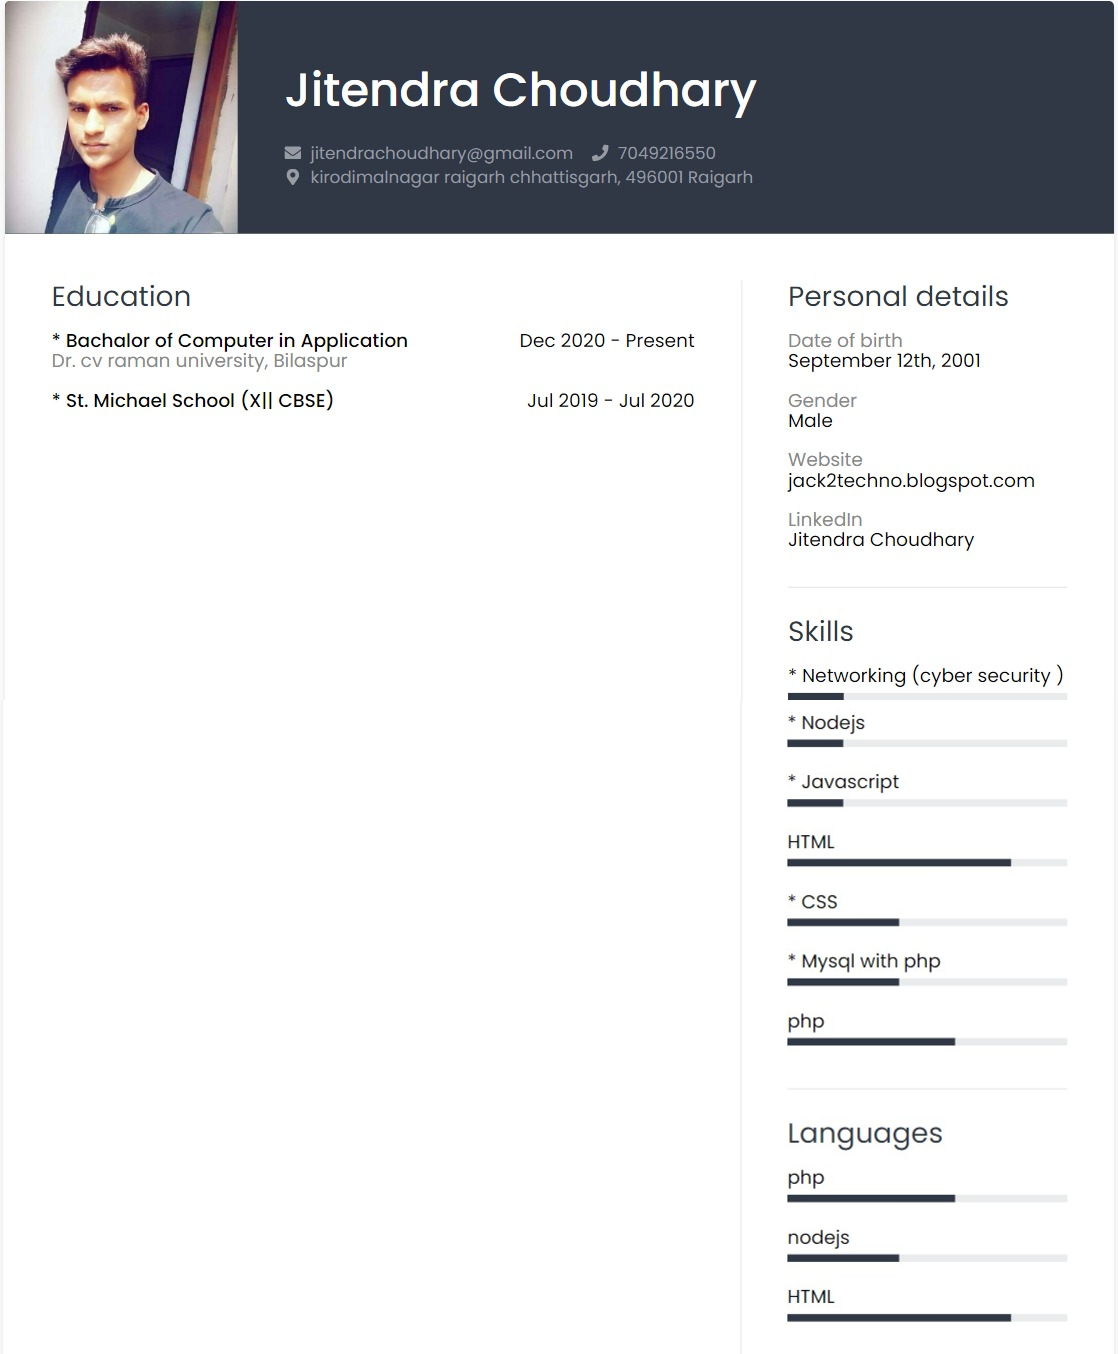 Jitendra Choudhary
jitendrachoudhary@gmail.com 7049216550
kirodimalnagar raigarh chhattisgarh, 496001 Raigarh
Education
* Bachalor of Computer in Application Dec 2020 - Present
Dr. cv raman university, Bilaspur
* St. Michael School (X|| CBSE) Jul 2019 - Jul 2020
Personal details
Date of birth
September 12th, 2001
Gender
Male
Website
jack2techno.blogspot.com
LinkedIn
Jitendra Choudhary
Skills
* Networking (cyber security )
* Nodejs
* Javascript
HTML
* CSS
* Mysql with php
php
Languages
php
nodejs
HTML